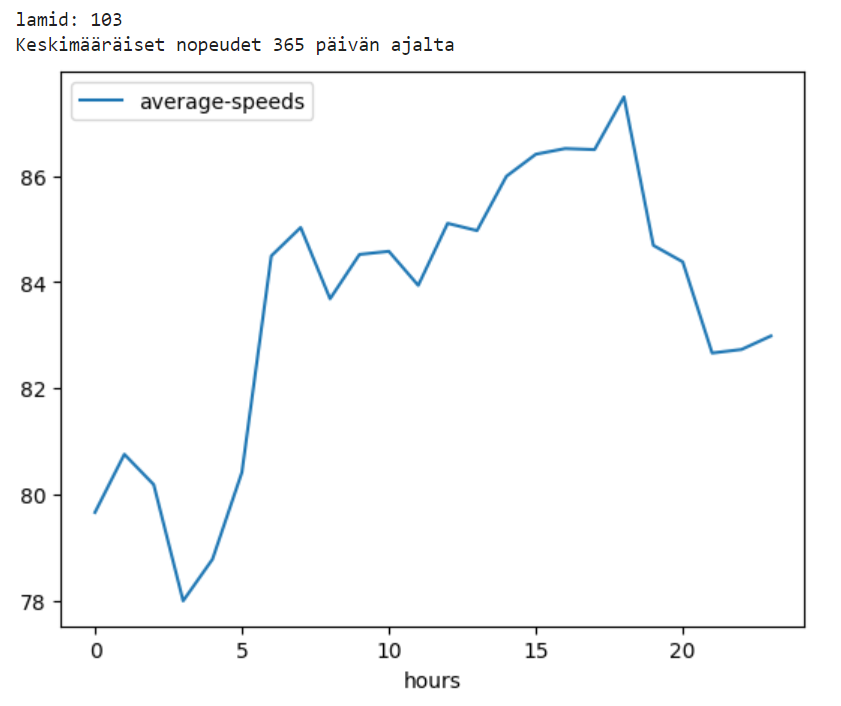 lamid: 103
Keskimääräiset nopeudet 365 päivän ajalta
average-speeds
86
84
82
80
78
0 5 10 15 20
hours